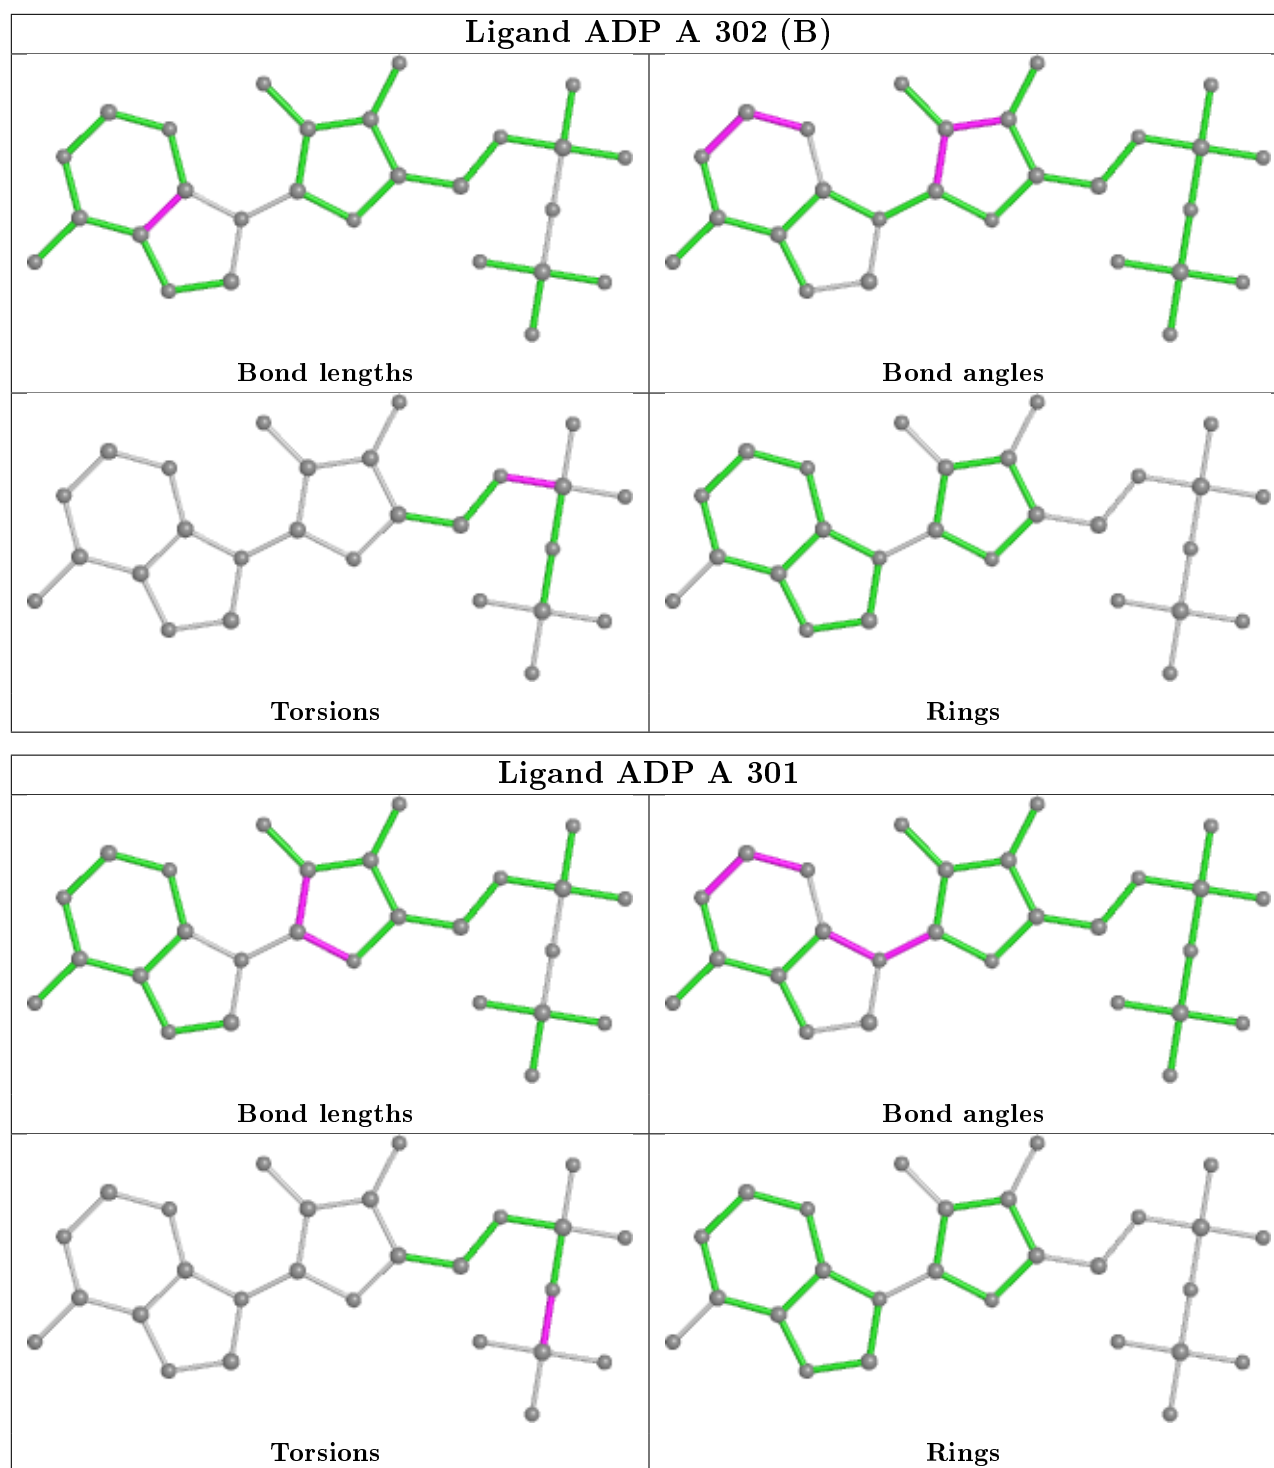 Ligand ADP A 302 (B)
Bond lengths
Bond angles
Torsions
Rings
Ligand ADP A 301
Bond lengths
Bond angles
Torsions
Rings